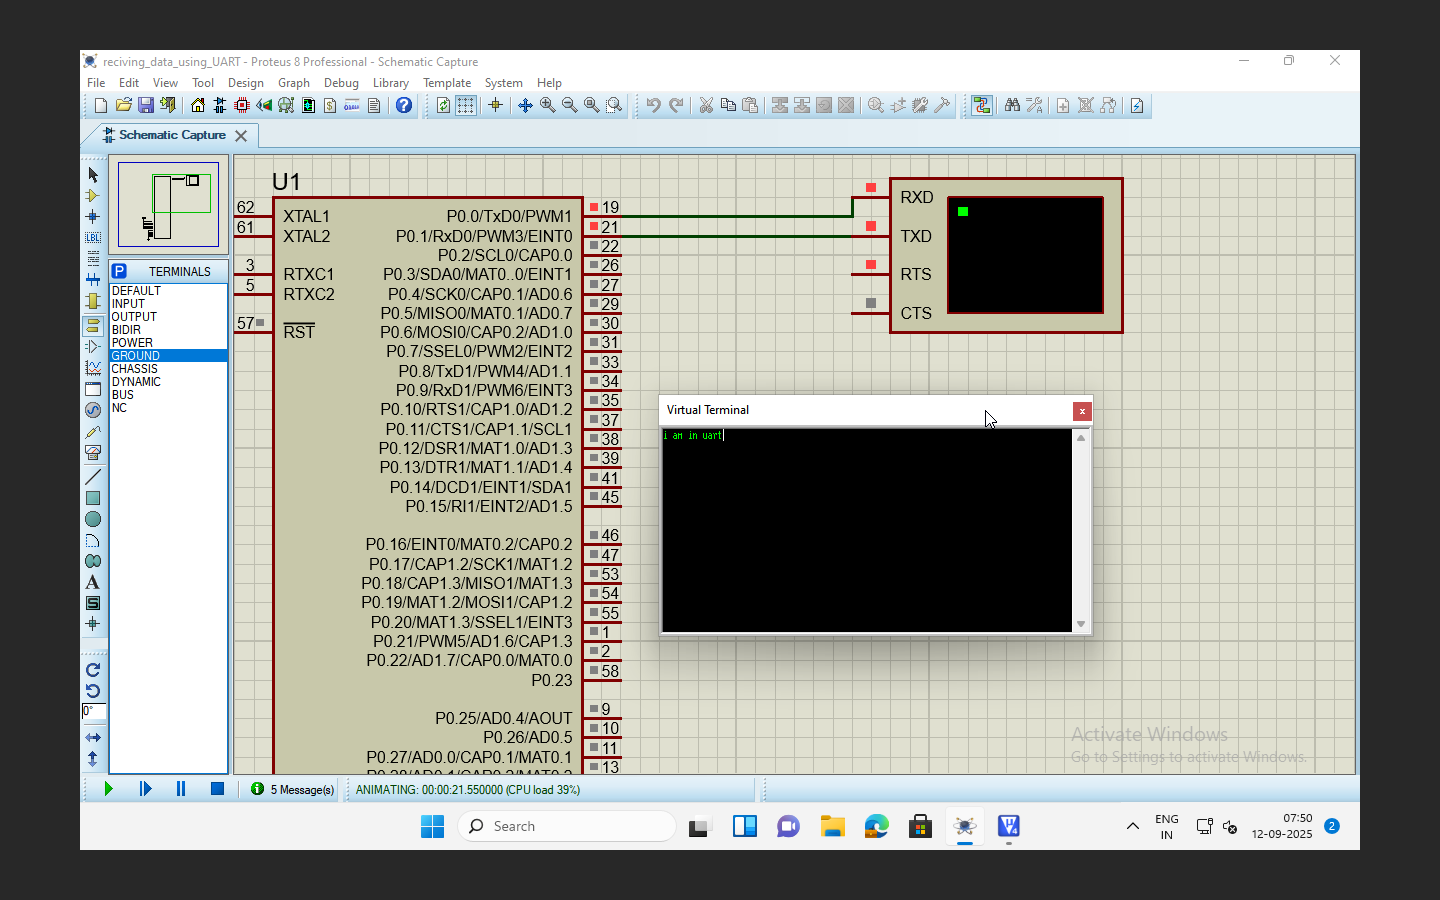 reciving_data_using_UART - Proteus 8 Professional - Schematic Capture
File Edit View Tool Design Graph Debug Library Template System Help
Schematic Capture
P TERMINALS
DEFAULT
INPUT
OUTPUT
BIDIR
POWER
GROUND
CHASSIS
DYNAMIC
BUS
NC
LBL
A
S
0°
U1
62 XTAL1
61 XTAL2
3 RTXC1
5 RTXC2
57 RST
P0.0/TxD0/PWM1 19
P0.1/RxD0/PWM3/EINT0 21
P0.2/SCL0/CAP0.0 22
P0.3/SDA0/MAT0..0/EINT1 26
P0.4/SCK0/CAP0.1/AD0.6 27
P0.5/MISO0/MAT0.1/AD0.7 29
P0.6/MOSI0/CAP0.2/AD1.0 30
P0.7/SSEL0/PWM2/EINT2 31
P0.8/TxD1/PWM4/AD1.1 33
P0.9/RxD1/PWM6/EINT3 34
P0.10/RTS1/CAP1.0/AD1.2 35
P0.11/CTS1/CAP1.1/SCL1 37
P0.12/DSR1/MAT1.0/AD1.3 38
P0.13/DTR1/MAT1.1/AD1.4 39
P0.14/DCD1/EINT1/SDA1 41
P0.15/RI1/EINT2/AD1.5 45
P0.16/EINT0/MAT0.2/CAP0.2 46
P0.17/CAP1.2/SCK1/MAT1.2 47
P0.18/CAP1.3/MISO1/MAT1.3 53
P0.19/MAT1.2/MOSI1/CAP1.2 54
P0.20/MAT1.3/SSEL1/EINT3 55
P0.21/PWM5/AD1.6/CAP1.3 1
P0.22/AD1.7/CAP0.0/MAT0.0 2
P0.23 58
P0.25/AD0.4/AOUT 9
P0.26/AD0.5 10
P0.27/AD0.0/CAP0.1/MAT0.1 11
13
RXD
TXD
RTS
CTS
Virtual Terminal
i am in uart
Activate Windows
Go to Settings to activate Windows.
5 Message(s)
ANIMATING: 00:00:21.550000 (CPU load 39%)
Search
ENG
IN
07:50
12-09-2025
2